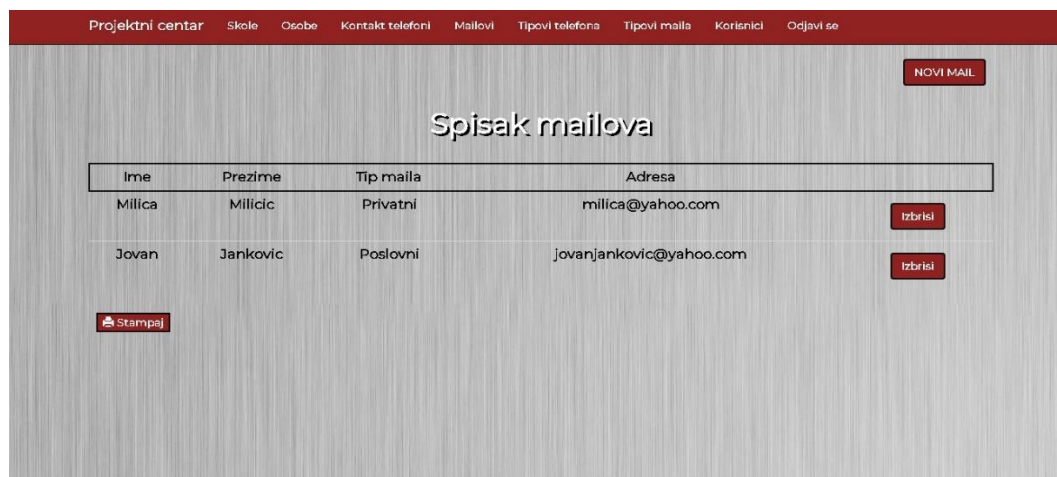 Projektni centar Skole Osobe Kontakt telefoni Mailovi Tipovi telefona Tipovi maila Korisnici Odjavi se
NOVI MAIL
Spisak mailova
Ime Prezime Tip maila Adresa
Milica Milicic Privatni milica@yahoo.com Izbrisi
Jovan Jankovic Poslovni jovanjankovic@yahoo.com Izbrisi
Stampaj